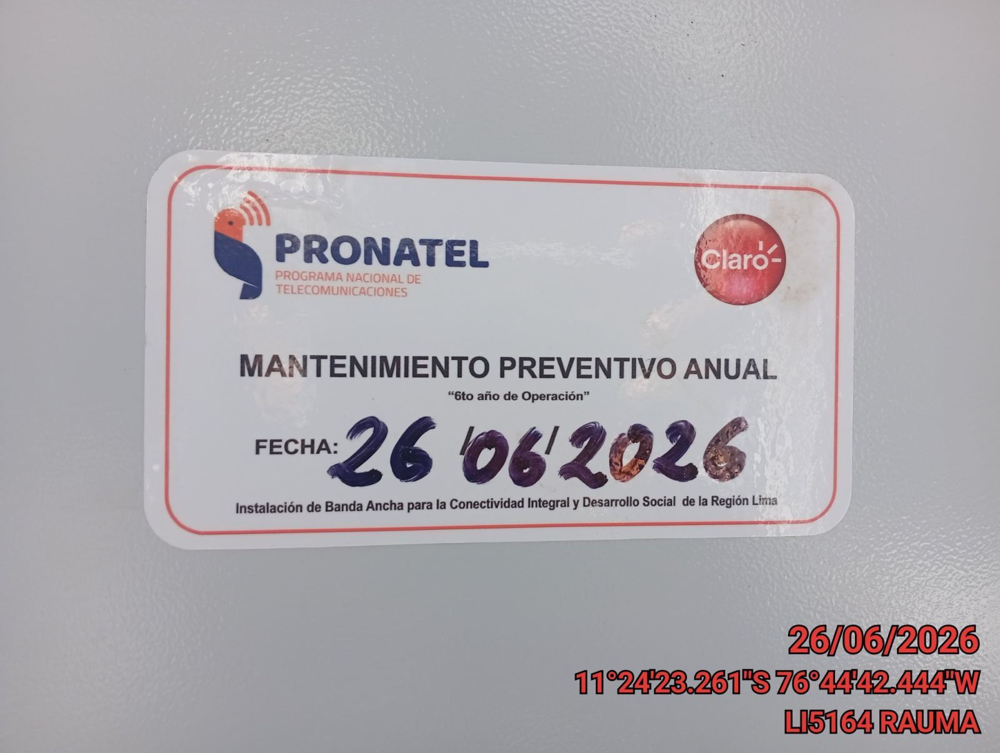 PRONATEL
PROGRAMA NACIONAL DE
TELECOMUNICACIONES
Claro
MANTENIMIENTO PREVENTIVO ANUAL
“6to año de Operación”
FECHA: 26/06/2026
Instalación de Banda Ancha para la Conectividad Integral y Desarrollo Social de la Región Lima
26/06/2026
11°24'23.261"S 76°44'42.444"W
LI5164 RAUMA